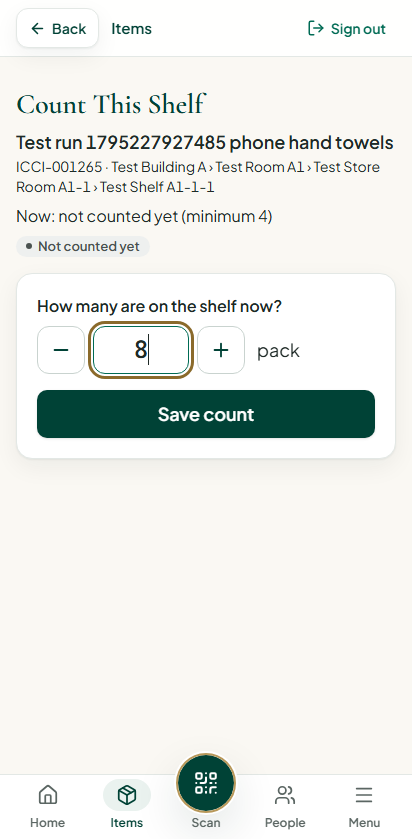 Back
Items
Sign out
Count This Shelf
Test run 1795227927485 phone hand towels
ICCI-001265 · Test Building A › Test Room A1 › Test Store
Room A1-1 › Test Shelf A1-1-1
Now: not counted yet (minimum 4)
Not counted yet
How many are on the shelf now?
8
pack
Save count
Home
Items
Scan
People
Menu